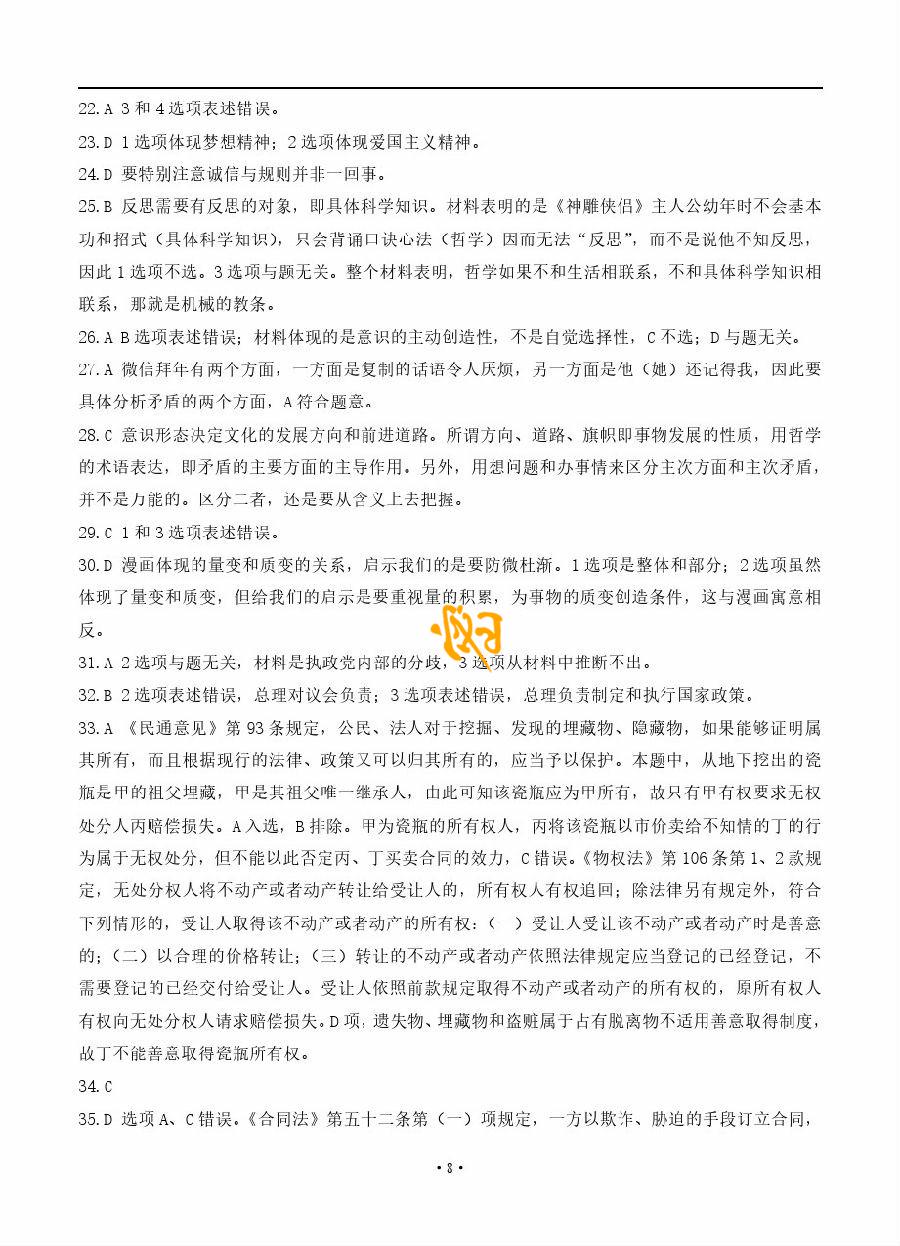 22.A 3和4选项表述错误。
23.D 1选项体现梦想精神；2选项体现爱国主义精神。
24.D 要特别注意诚信与规则并非一回事。
25.B 反思需要有反思的对象，即具体科学知识。材料表明的是《神雕侠侣》主人公幼年时不会基本
功和招式（具体科学知识），只会背诵口诀心法（哲学）因而无法“反思”，而不是说他不知反思，
因此1选项不选。3选项与题无关。整个材料表明，哲学如果不和生活相联系，不和具体科学知识相
联系，那就是机械的教条。
26.A B选项表述错误；材料体现的是意识的主动创造性，不是自觉选择性，C不选；D与题无关。
27.A 微信拜年有两个方面，一方面是复制的话语令人厌烦，另一方面是他（她）还记得我，因此要
具体分析矛盾的两个方面，A符合题意。
28.C 意识形态决定文化的发展方向和前进道路。所谓方向、道路、旗帜即事物发展的性质，用哲学
的术语表达，即矛盾的主要方面的主导作用。另外，用想问题和办事情来区分主次方面和主次矛盾，
并不是万能的。区分二者，还是要从含义上去把握。
29.C 1和3选项表述错误。
30.D 漫画体现的量变和质变的关系，启示我们的是要防微杜渐。1选项是整体和部分；2选项虽然
体现了量变和质变，但给我们的启示是要重视量的积累，为事物的质变创造条件，这与漫画寓意相
反。
31.A 2选项与题无关，材料是执政党内部的分歧，3选项从材料中推断不出。
32.B 2选项表述错误，总理对议会负责；3选项表述错误，总理负责制定和执行国家政策。
33.A 《民通意见》第93条规定，公民、法人对于挖掘、发现的埋藏物、隐藏物，如果能够证明属
其所有，而且根据现行的法律、政策又可以归其所有的，应当予以保护。本题中，从地下挖出的瓷
瓶是甲的祖父埋藏，甲是其祖父唯一继承人，由此可知该瓷瓶应为甲所有，故只有甲有权要求无权
处分人丙赔偿损失。A入选，B排除。甲为瓷瓶的所有权人，丙将该瓷瓶以市价卖给不知情的丁的行
为属于无权处分，但不能以此否定丙、丁买卖合同的效力，C错误。《物权法》第106条第1、2款规
定，无处分权人将不动产或者动产转让给受让人的，所有权人有权追回；除法律另有规定外，符合
下列情形的，受让人取得该不动产或者动产的所有权：（一）受让人受让该不动产或者动产时是善意
的；（二）以合理的价格转让；（三）转让的不动产或者动产依照法律规定应当登记的已经登记，不
需要登记的已经交付给受让人。受让人依照前款规定取得不动产或者动产的所有权的，原所有权人
有权向无处分权人请求赔偿损失。D项：遗失物、埋藏物和盗赃属于占有脱离物不适用善意取得制度，
故丁不能善意取得瓷瓶所有权。
34.C
35.D 选项A、C错误。《合同法》第五十二条第（一）项规定，一方以欺诈、胁迫的手段订立合同，
·8·